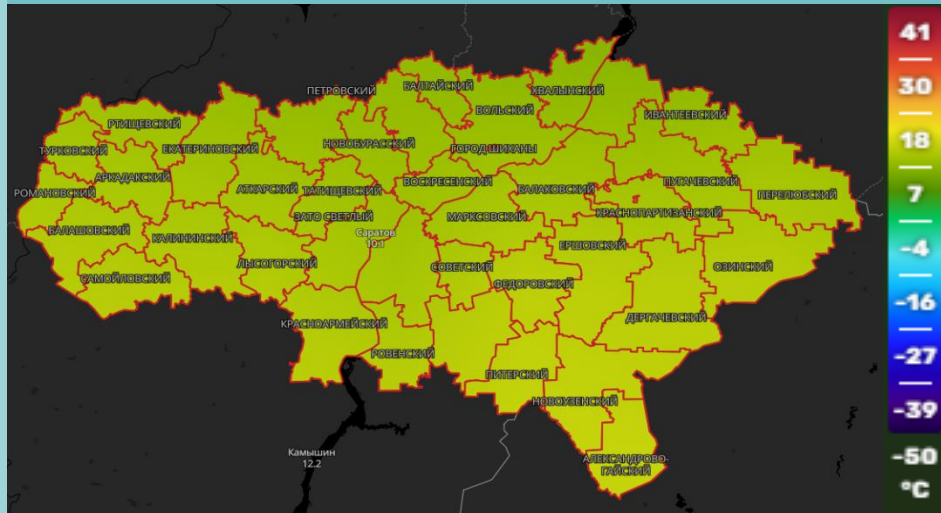 ПЕТРОВСКИЙ
БАЛТАЙСКИЙ
ХВАЛЫНСКИЙ
ВОЛЬСКИЙ
ИВАНТЕЕВСКИЙ
РТИЩЕВСКИЙ
ТУРКОВСКИЙ
ЕКАТЕРИНОВСКИЙ
НОВОБУРАССКИЙ
ГОРОД ШИХАНЫ
АРКАДАКСКИЙ
РОМАНОВСКИЙ
АТКАРСКИЙ
ТАТИЩЕВСКИЙ
ВОСКРЕСЕНСКИЙ
БАЛАКОВСКИЙ
ПУГАЧЕВСКИЙ
ПЕРЕЛЮБСКИЙ
БАЛАШОВСКИЙ
КАЛИНИНСКИЙ
ЗАТО СВЕТЛЫЙ
МАРКСОВСКИЙ
КРАСНОПАРТИЗАНСКИЙ
Саратов
10.1
ЕРШОВСКИЙ
САМОЙЛОВСКИЙ
ЛЫСОГОРСКИЙ
СОВЕТСКИЙ
ФЕДОРОВСКИЙ
ОЗИНСКИЙ
КРАСНОАРМЕЙСКИЙ
ДЕРГАЧЕВСКИЙ
РОВЕНСКИЙ
ПИТЕРСКИЙ
НОВОУЗЕНСКИЙ
Камышин
12.2
АЛЕКСАНДРОВО-
ГАЙСКИЙ
41
30
18
7
-4
-16
-27
-39
-50
°C